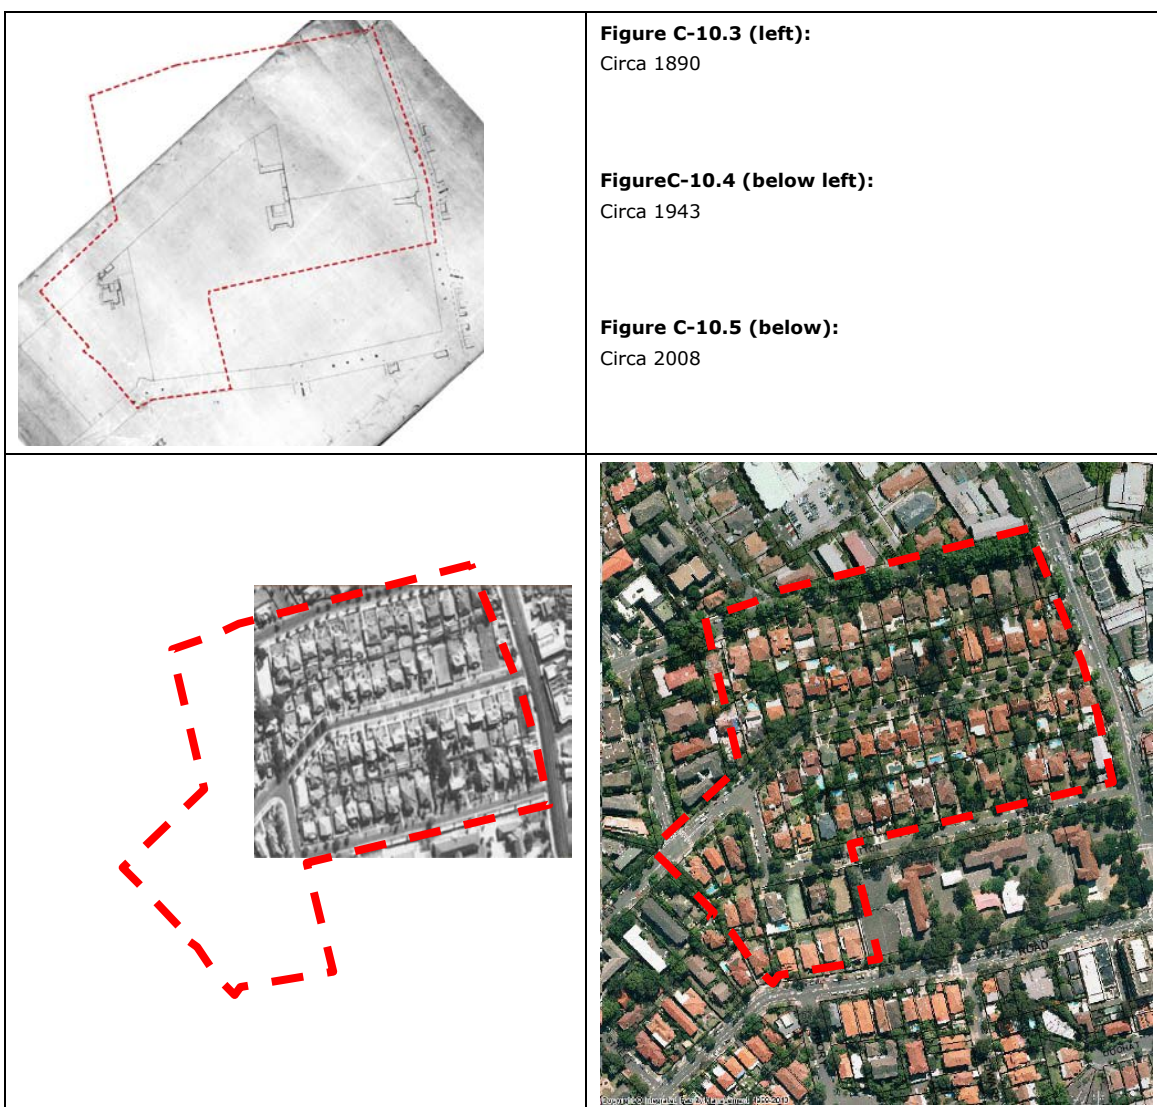 Figure C-10.3 (left):
Circa 1890
FigureC-10.4 (below left):
Circa 1943
Figure C-10.5 (below):
Circa 2008
ROAD